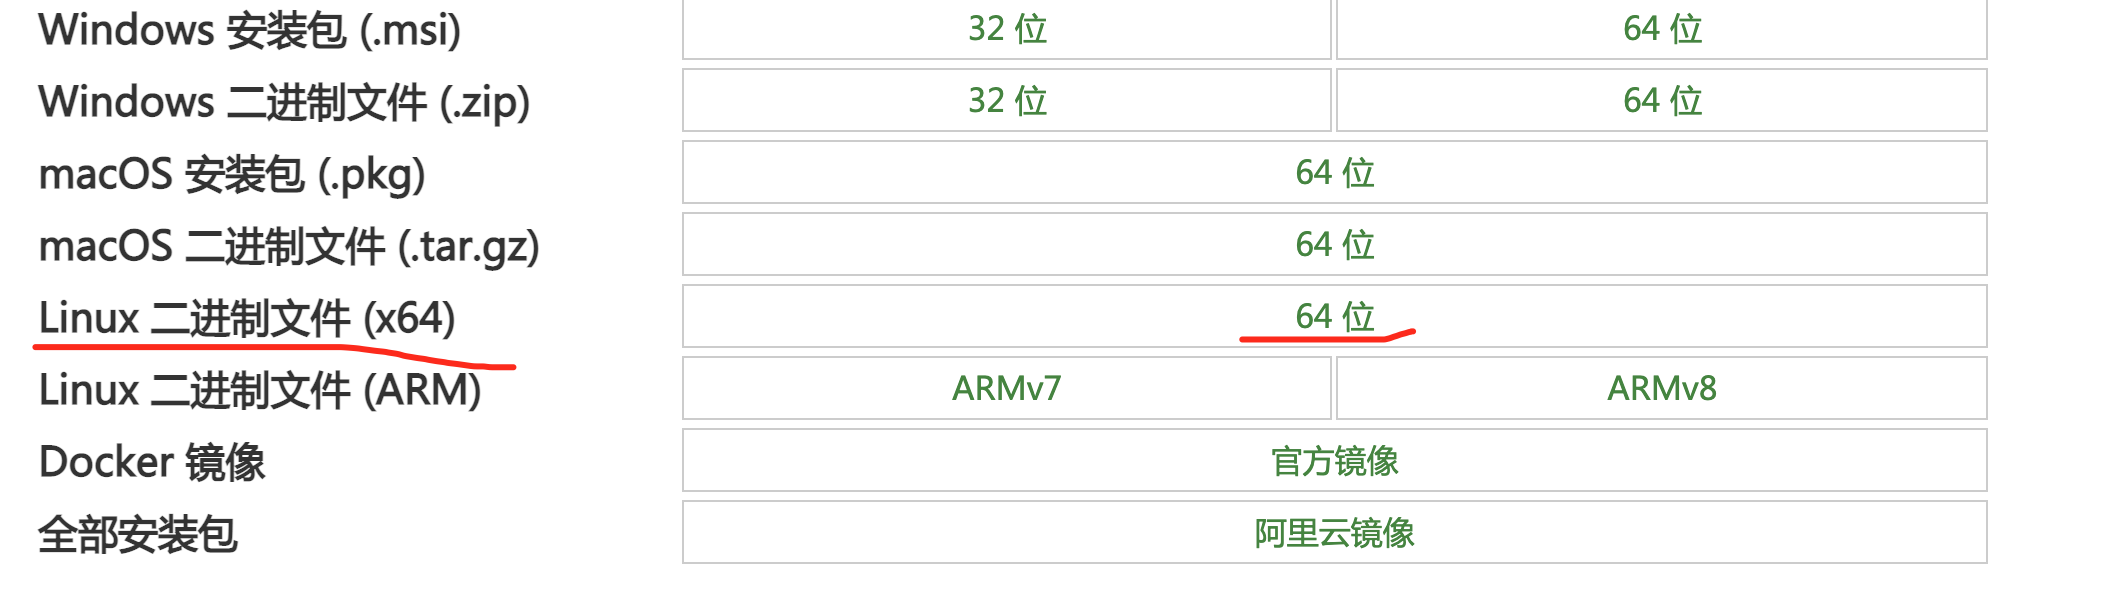 Windows 安装包 (.msi) 32 位 64 位
Windows 二进制文件 (.zip) 32 位 64 位
macOS 安装包 (.pkg) 64 位
macOS 二进制文件 (.tar.gz) 64 位
Linux 二进制文件 (x64) 64 位
Linux 二进制文件 (ARM) ARMv7 ARMv8
Docker 镜像 官方镜像
全部安装包 阿里云镜像